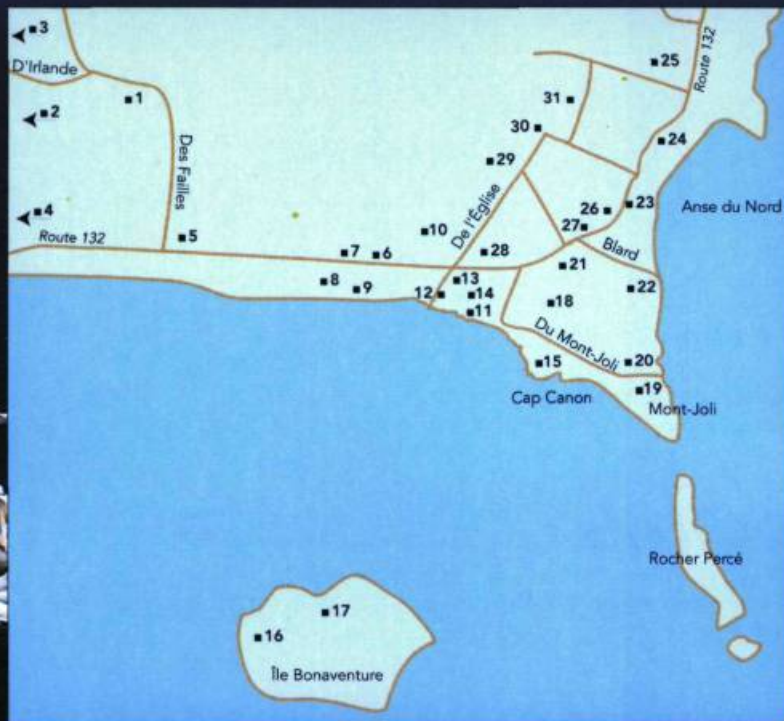 3
D'Irlande
2
1
4
Route 132
Des Failles
5
7
6
8
9
10
De l'Église
29
30
31
25
Route 132
24
23
26
27
Blard
Anse du Nord
28
21
22
13
12
14
11
18
Du Mont-Joli
15
20
19
Cap Canon
Mont-Joli
Rocher Percé
17
16
Île Bonaventure